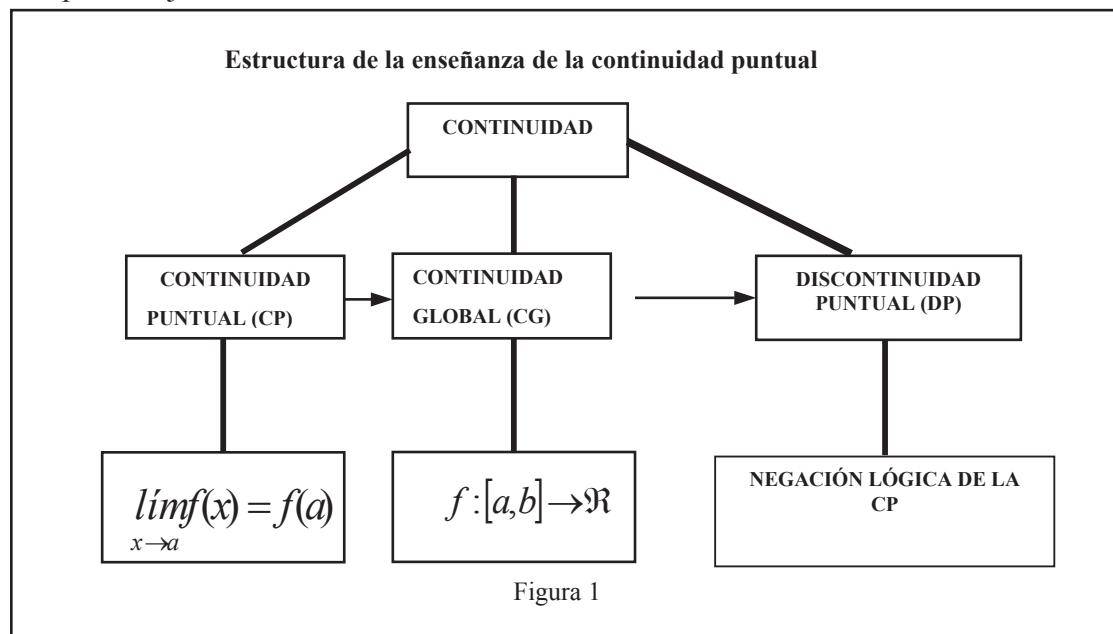 Estructura de la enseñanza de la continuidad puntual
CONTINUIDAD
CONTINUIDAD
PUNTUAL (CP)
CONTINUIDAD
GLOBAL (CG)
DISCONTINUIDAD
PUNTUAL (DP)
límf(x) = f(a)
x→a
f :[a,b]→ℜ
NEGACIÓN LÓGICA DE LA
CP
Figura 1